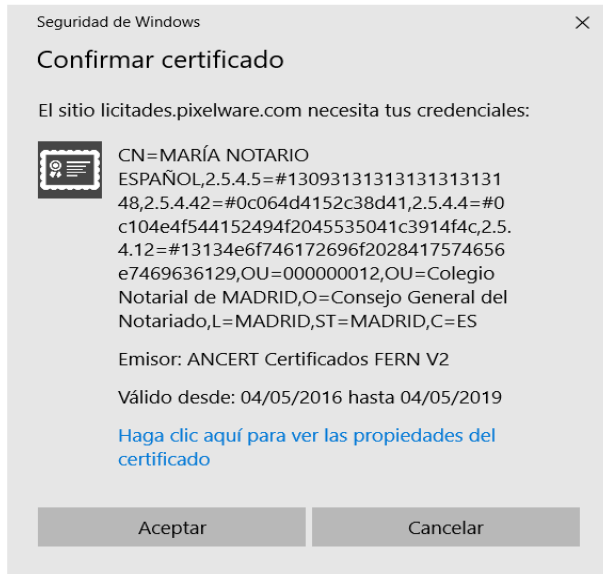 Seguridad de Windows
Confirmar certificado
El sitio licitades.pixelware.com necesita tus credenciales:
CN=MARÍA NOTARIO
ESPAÑOL,2.5.4.5=#13093131313131313131
48,2.5.4.42=#0c064d4152c38d41,2.5.4.4=#0
c104e4f544152494f2045535041c3914f4c,2.5.
4.12=#13134e6f746172696f2028417574656
e7469636129,OU=000000012,OU=Colegio
Notarial de MADRID,O=Consejo General del
Notariado,L=MADRID,ST=MADRID,C=ES
Emisor: ANCERT Certificados FERN V2
Válido desde: 04/05/2016 hasta 04/05/2019
Haga clic aquí para ver las propiedades del
certificado
Aceptar
Cancelar